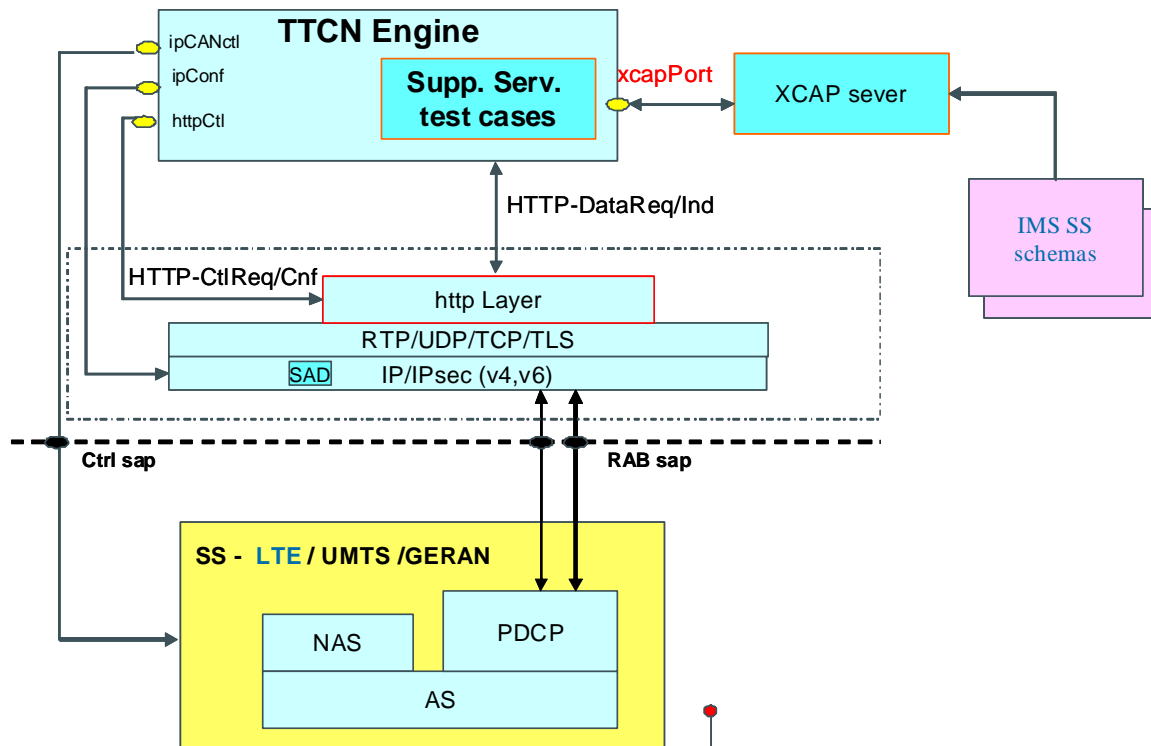 TTCN Engine
ipCANctl
ipConf
httpCtl
Supp. Serv.
test cases
xcapPort
XCAP sever
HTTP-DataReq/Ind
IMS SS
schemas
HTTP-CtlReq/Cnf
http Layer
RTP/UDP/TCP/TLS
SAD
IP/IPsec (v4,v6)
Ctrl sap
RAB sap
SS - LTE / UMTS /GERAN
NAS
PDCP
AS